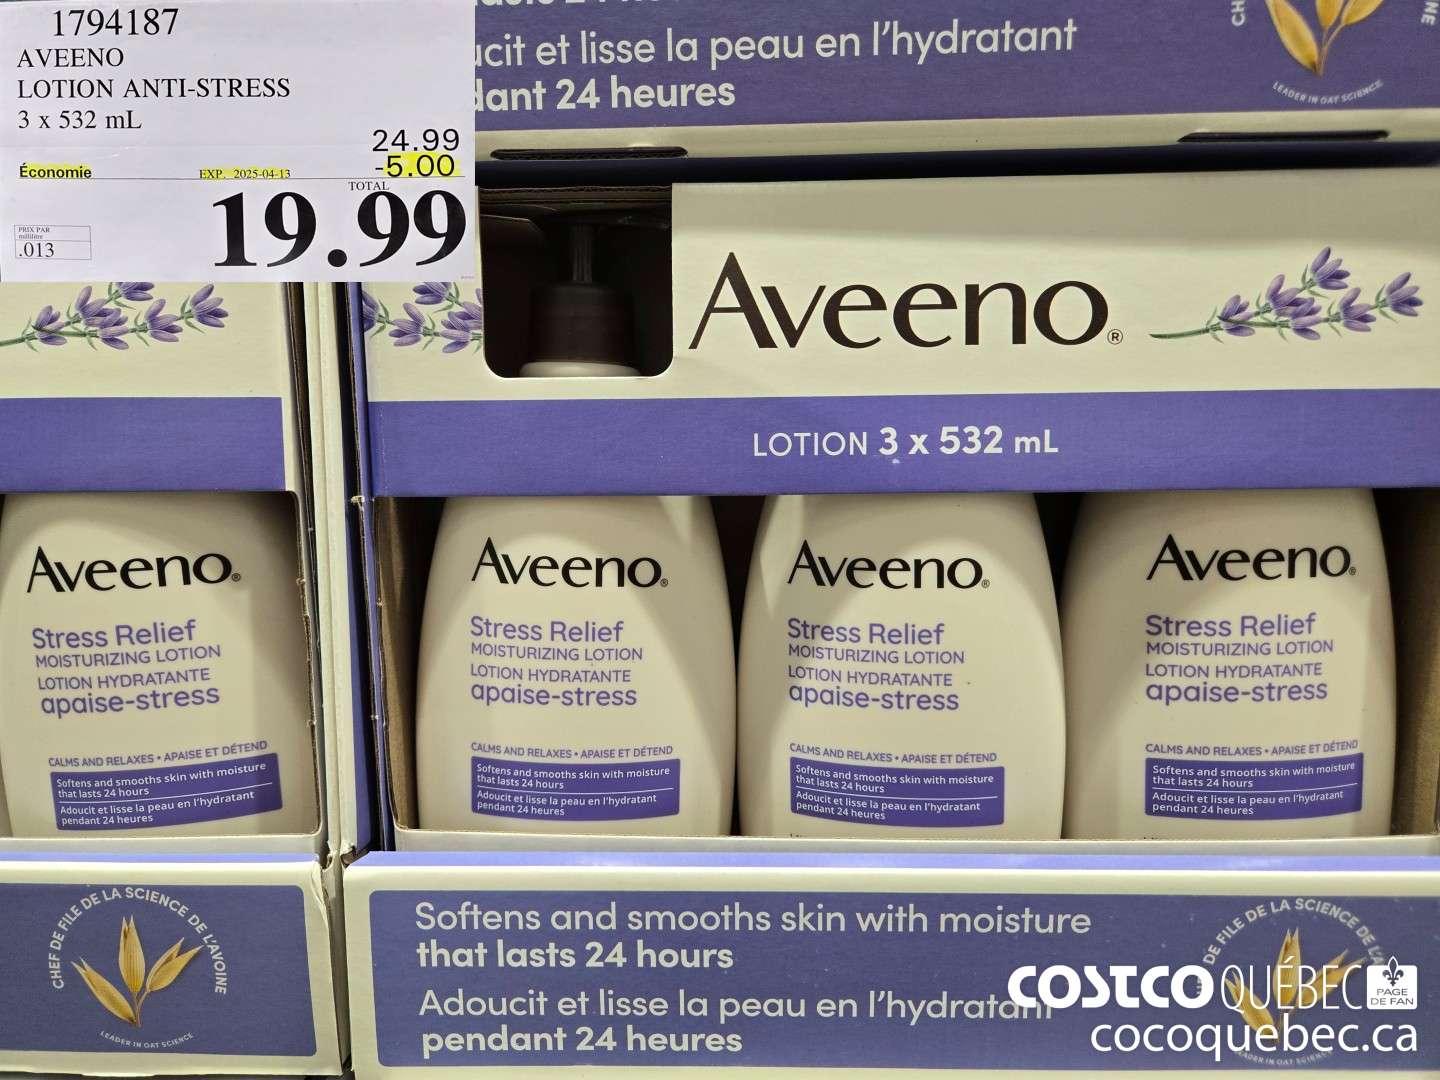 1794187
AVEENO
LOTION ANTI-STRESS
3 x 532 mL
24.99
Économie
EXP. 2025-04-13
-5.00
TOTAL
19.99
PRIX PAR
millilitre
.013
oucit et lisse la peau en l'hydratant
dant 24 heures
LEADER IN OAT SCIENCE
Aveeno®
LOTION 3 x 532 mL
Aveeno®
Stress Relief
MOISTURIZING LOTION
LOTION HYDRATANTE
apaise-stress
CALMS AND RELAXES • APAISE ET DÉTEND
Softens and smooths skin with moisture
that lasts 24 hours
Adoucit et lisse la peau en l'hydratant
pendant 24 heures
Aveeno®
Stress Relief
MOISTURIZING LOTION
LOTION HYDRATANTE
apaise-stress
CALMS AND RELAXES • APAISE ET DÉTEND
Softens and smooths skin with moisture
that lasts 24 hours
Adoucit et lisse la peau en l'hydratant
pendant 24 heures
Aveeno®
Stress Relief
MOISTURIZING LOTION
LOTION HYDRATANTE
apaise-stress
CALMS AND RELAXES • APAISE ET DÉTEND
Softens and smooths skin with moisture
that lasts 24 hours
Adoucit et lisse la peau en l'hydratant
pendant 24 heures
Aveeno®
Stress Relief
MOISTURIZING LOTION
LOTION HYDRATANTE
apaise-stress
CALMS AND RELAXES • APAISE ET DÉTEND
Softens and smooths skin with moisture
that lasts 24 hours
Adoucit et lisse la peau en l'hydratant
pendant 24 heures
CHEF DE FILE DE LA SCIENCE DE L'AVOINE
LEADER IN OAT SCIENCE
Softens and smooths skin with moisture
that lasts 24 hours
Adoucit et lisse la peau en l'hydratant
pendant 24 heures
DE FILE DE LA SCIENCE DE L'A
LEADER IN OAT SCIENCE
COSTCO QUÉBEC
PAGE
DE FAN
cocoquebec.ca